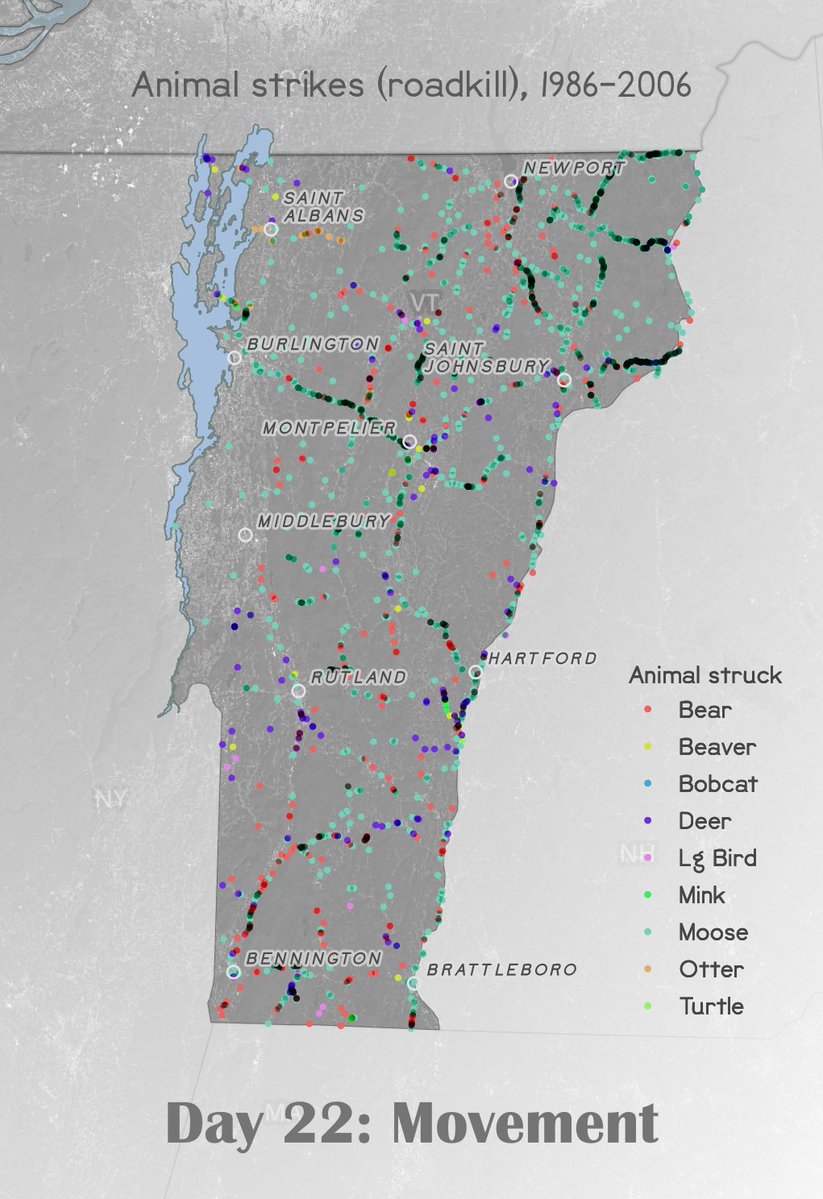 Animal strikes (roadkill), 1986-2006
NEWPORT
SAINT
ALBANS
VT
BURLINGTON
SAINT
JOHNSBURY
MONTPELIER
MIDDLEBURY
HARTFORD
RUTLAND
Animal struck
Bear
Beaver
Bobcat
Deer
Lg Bird
Mink
Moose
Otter
Turtle
NY
NH
BENNINGTON
BRATTLEBORO
MA
Day 22: Movement